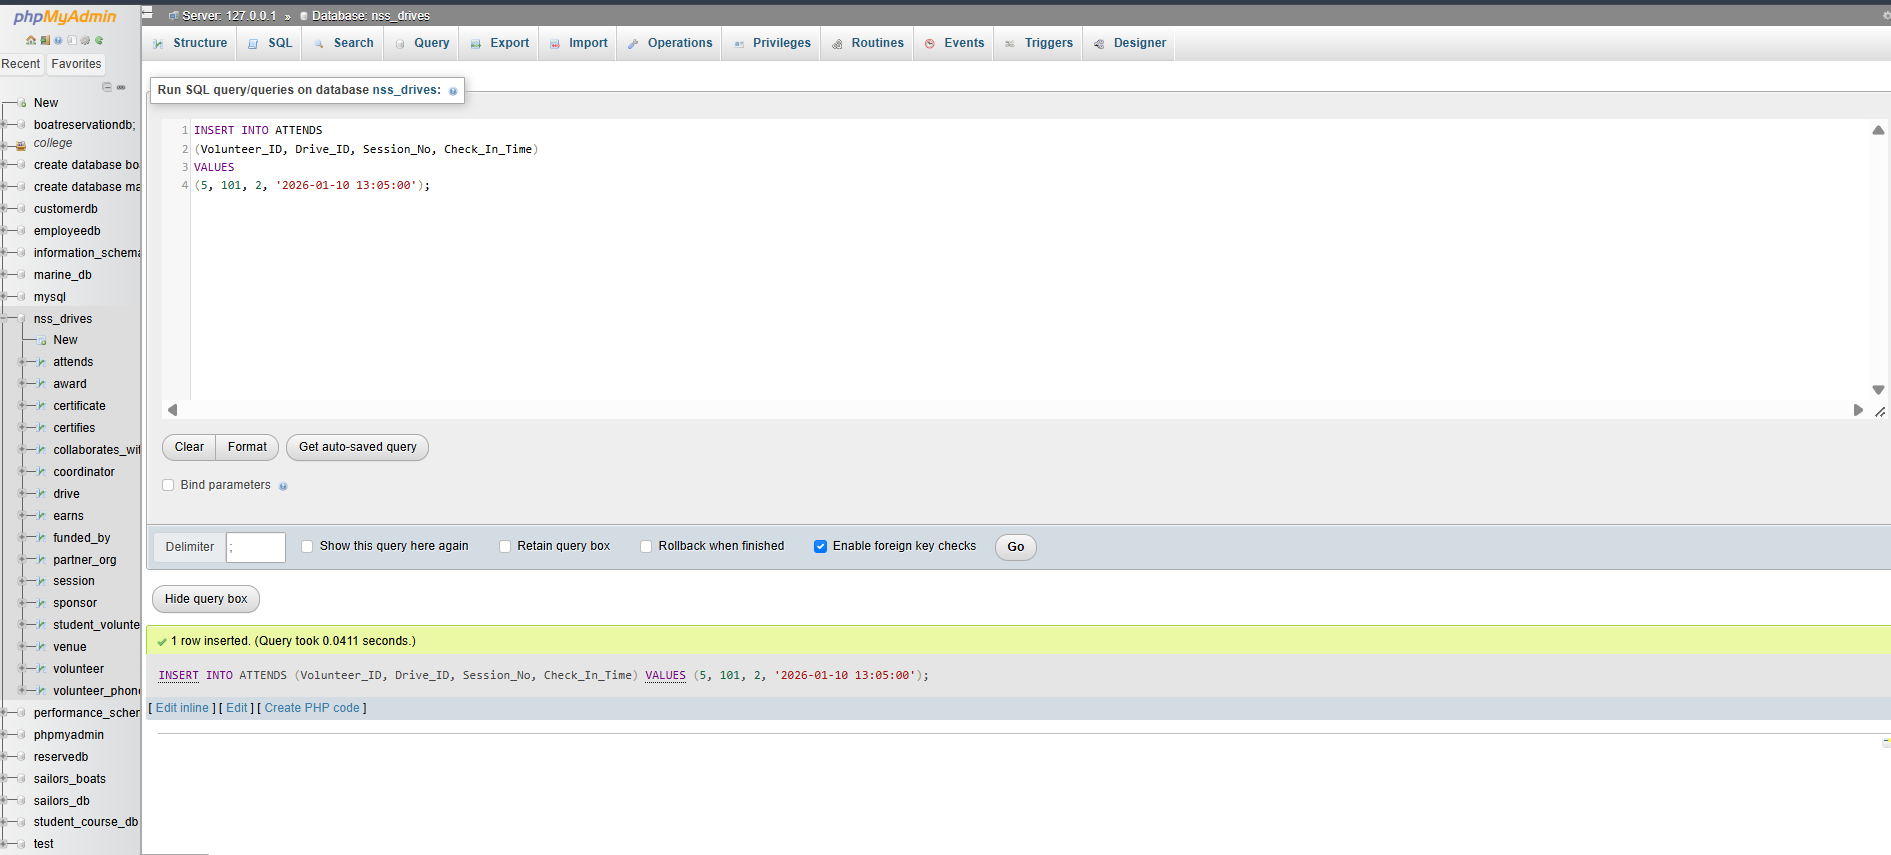 phpMyAdmin
Recent Favorites
New
boatreservationdb;
college
create database bo
create database ma
customerdb
employeedb
information_schema
marine_db
mysql
nss_drives
New
attends
award
certificate
certifies
collaborates_wit
coordinator
drive
earns
funded_by
partner_org
session
sponsor
student_volunte
venue
volunteer
volunteer_phone
performance_schem
phpmyadmin
reservedb
sailors_boats
sailors_db
student_course_db
test
Server: 127.0.0.1 » Database: nss_drives
Structure SQL Search Query Export Import Operations Privileges Routines Events Triggers Designer
Run SQL query/queries on database nss_drives:
1 INSERT INTO ATTENDS
2 (Volunteer_ID, Drive_ID, Session_No, Check_In_Time)
3 VALUES
4 (5, 101, 2, '2026-01-10 13:05:00');
Clear Format Get auto-saved query
Bind parameters
Delimiter ; Show this query here again Retain query box Rollback when finished Enable foreign key checks Go
Hide query box
1 row inserted. (Query took 0.0411 seconds.)
INSERT INTO ATTENDS (Volunteer_ID, Drive_ID, Session_No, Check_In_Time) VALUES (5, 101, 2, '2026-01-10 13:05:00');
[ Edit inline ] [ Edit ] [ Create PHP code ]